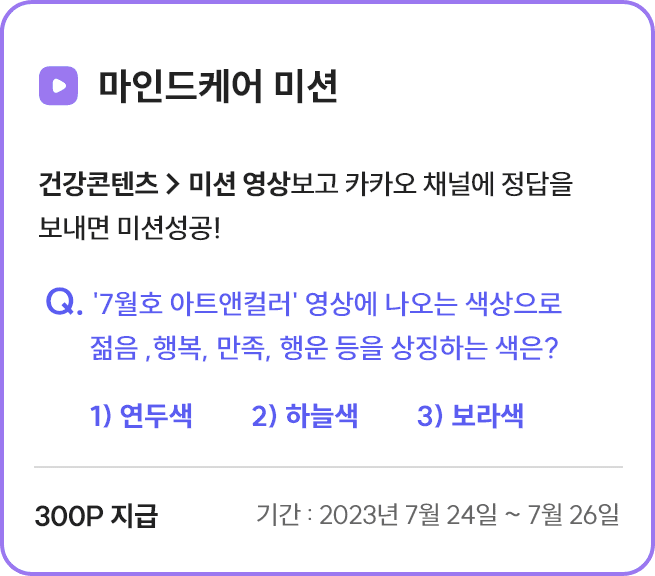 마인드케어 미션
건강콘텐츠 > 미션 영상보고 카카오 채널에 정답을
보내면 미션성공!
Q. '7월호 아트앤컬러' 영상에 나오는 색상으로
젊음 ,행복, 만족, 행운 등을 상징하는 색은?
1) 연두색 2) 하늘색 3) 보라색
300P 지급 기간 : 2023년 7월 24일 ~ 7월 26일